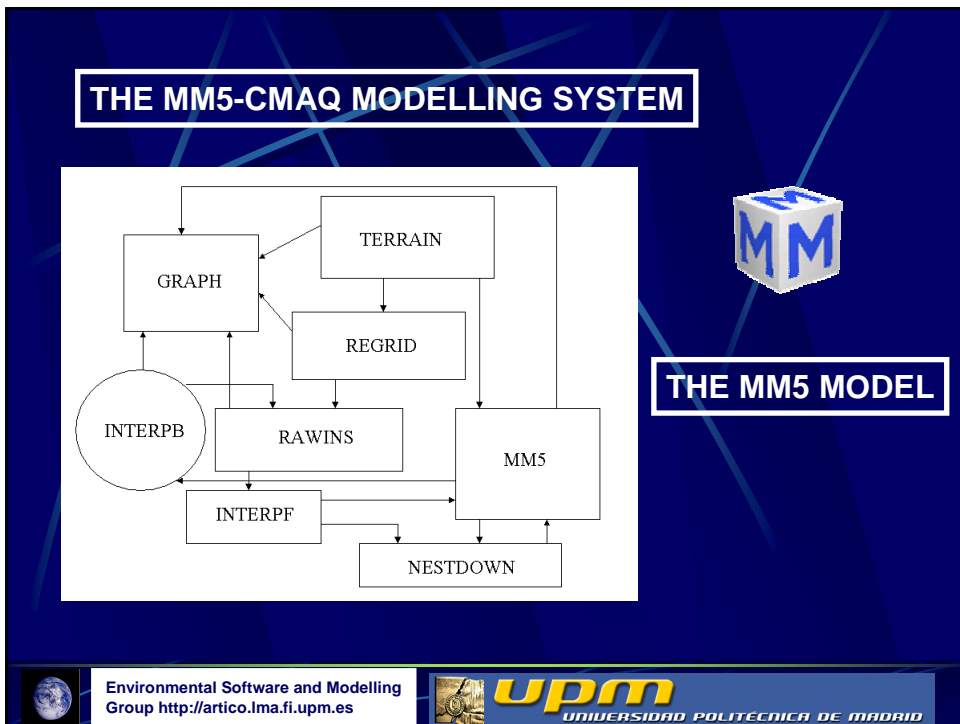 THE MM5-CMAQ MODELLING SYSTEM
TERRAIN
GRAPH
REGRID
INTERPB
RAWINS
MM5
INTERPF
NESTDOWN
M
M
M
THE MM5 MODEL
Environmental Software and Modelling
Group http://artico.lma.fi.upm.es
upm
UNIVERSIDAD POLITÉCNICA DE MADRID